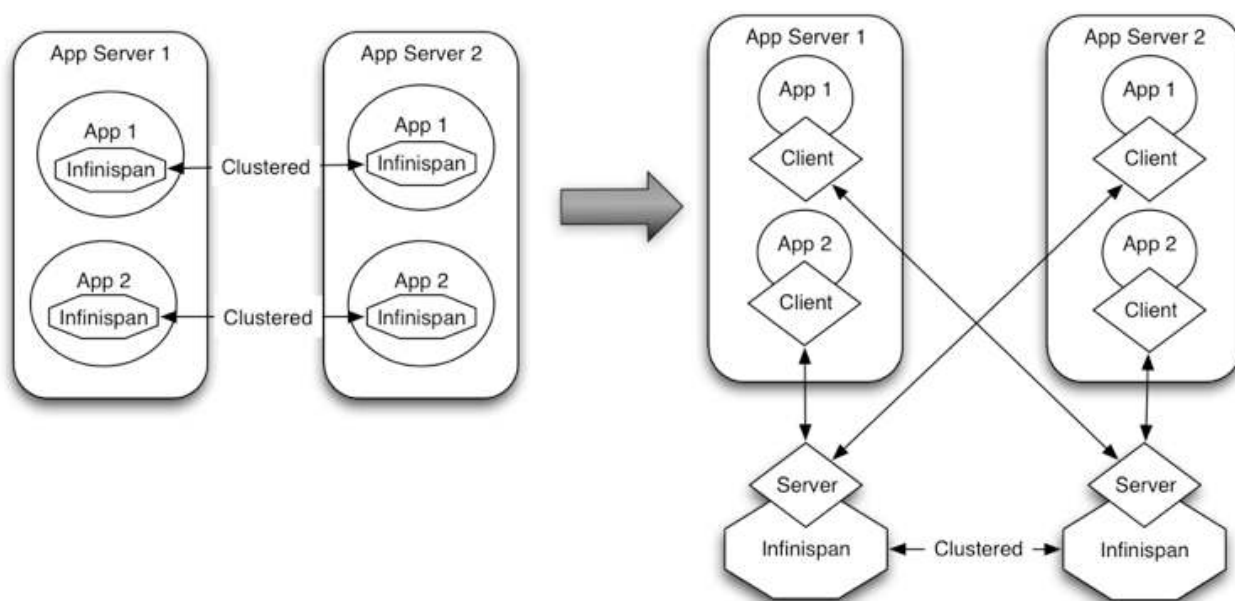 App Server 1
App Server 2
App 1
Infinispan
Clustered
App 1
Infinispan
App 2
Infinispan
Clustered
App 2
Infinispan
App Server 1
App Server 2
App 1
Client
App 1
Client
App 2
Client
App 2
Client
Server
Server
Infinispan
Clustered
Infinispan